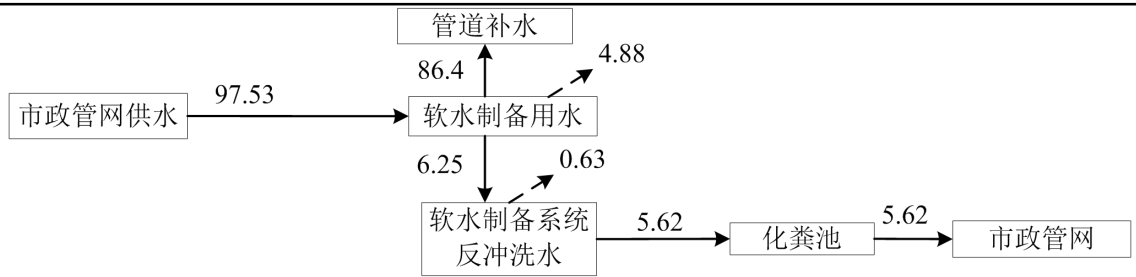 管道补水
86.4
4.88
市政管网供水
97.53
软水制备用水
6.25
0.63
软水制备系统
反冲洗水
5.62
化粪池
5.62
市政管网